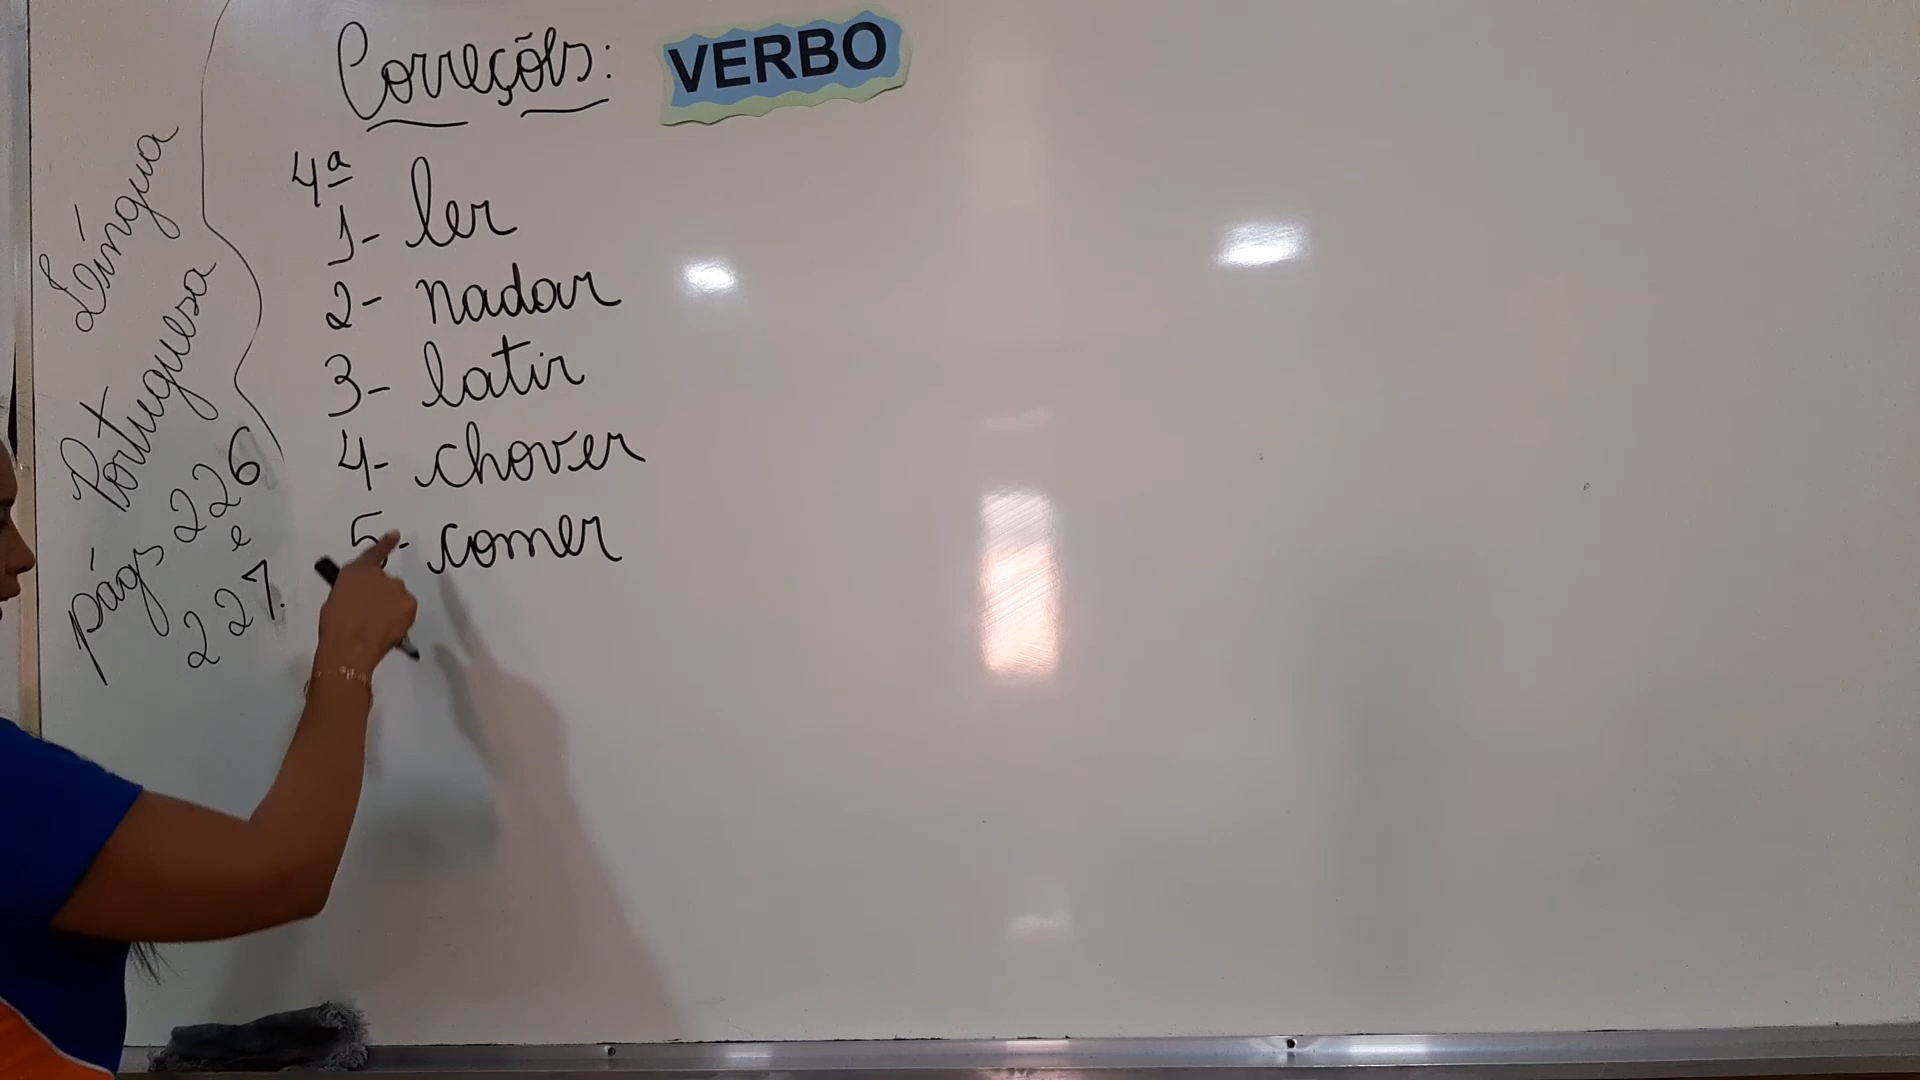 Língua
Portuguesa
págs 226
e
227.
Correções: VERBO
4ª
1- ler
2- nadar
3- latir
4- chover
5- comer